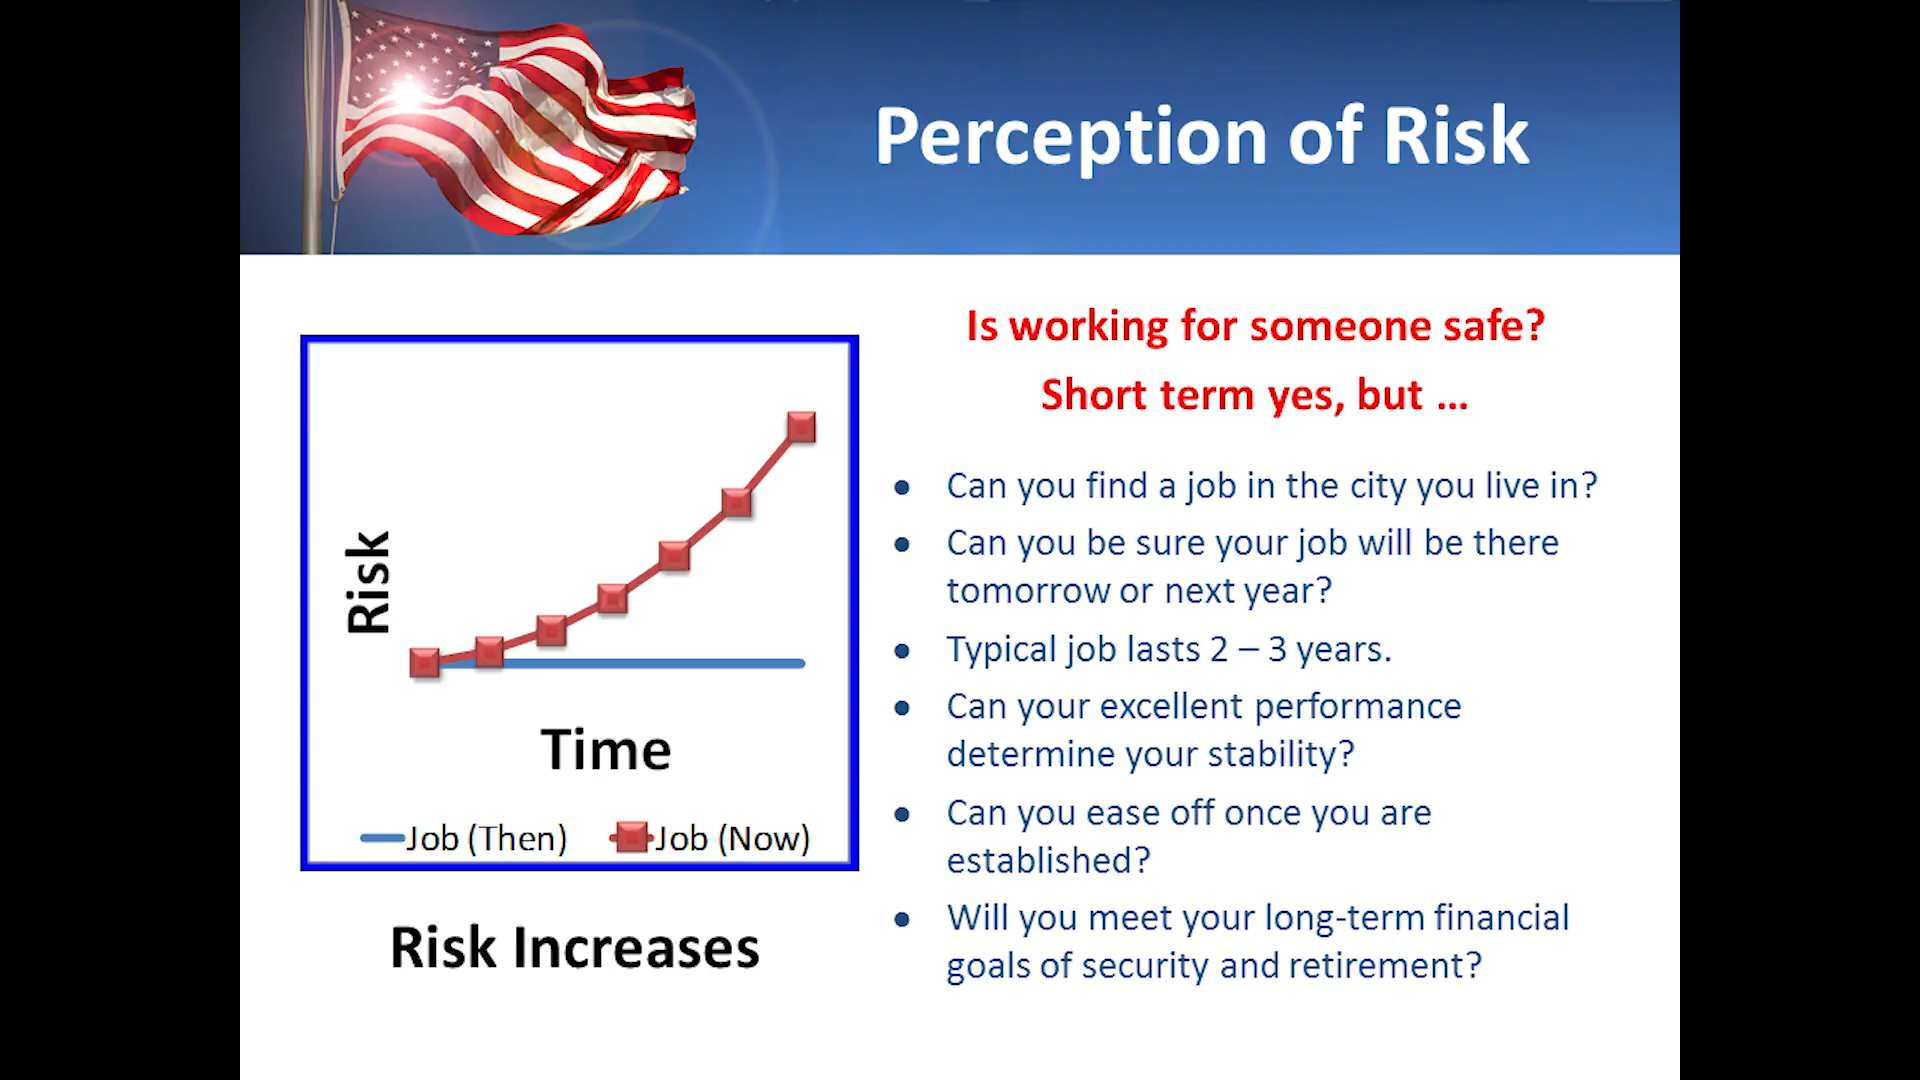 Perception of Risk
Is working for someone safe?
Short term yes, but ...
Risk
Time
Job (Then)
Job (Now)
Risk Increases
• Can you find a job in the city you live in?
• Can you be sure your job will be there
tomorrow or next year?
• Typical job lasts 2 – 3 years.
• Can your excellent performance
determine your stability?
• Can you ease off once you are
established?
• Will you meet your long-term financial
goals of security and retirement?